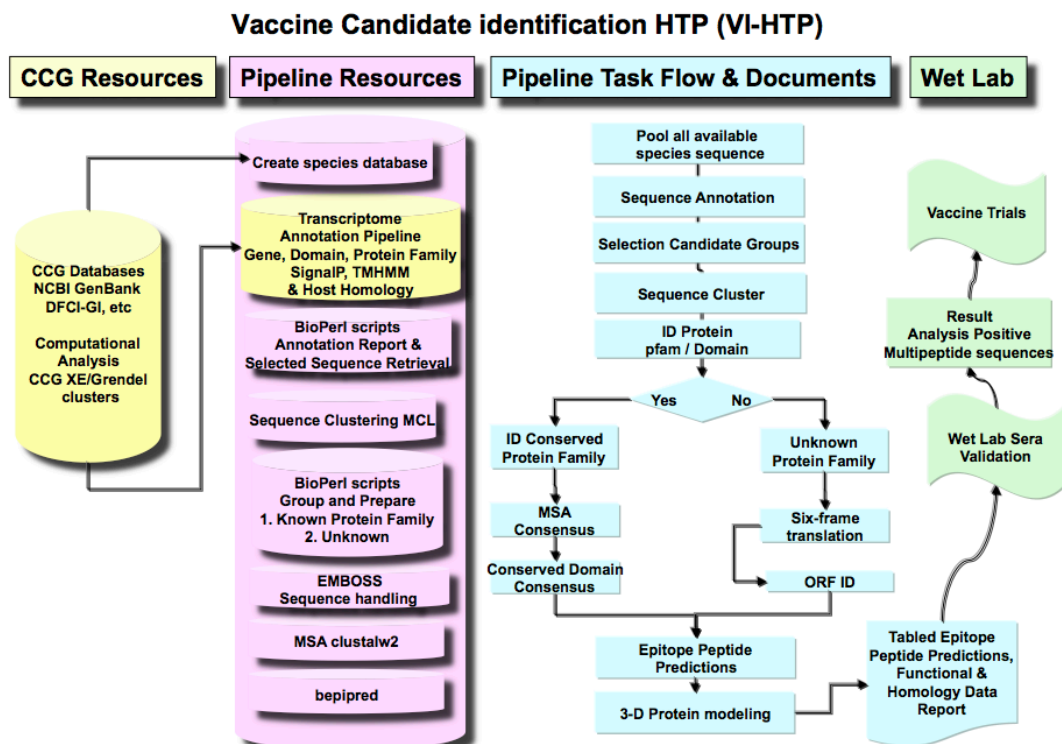 Vaccine Candidate identification HTP (VI-HTP)
CCG Resources
Pipeline Resources
Pipeline Task Flow & Documents
Wet Lab
CCG Databases
NCBI GenBank
DFCI-GI, etc
Computational
Analysis
CCG XE/Grendel
clusters
Create species database
Transcriptome
Annotation Pipeline
Gene, Domain, Protein Family
SignalP, TMHMM
& Host Homology
BioPerl scripts
Annotation Report &
Selected Sequence Retrieval
Sequence Clustering MCL
BioPerl scripts
Group and Prepare
1. Known Protein Family
2. Unknown
EMBOSS
Sequence handling
MSA clustalw2
bepipred
Pool all available
species sequence
Sequence Annotation
Selection Candidate Groups
Sequence Cluster
ID Protein
pfam / Domain
Yes
No
ID Conserved
Protein Family
MSA
Consensus
Conserved Domain
Consensus
Unknown
Protein Family
Six-frame
translation
ORF ID
Epitope Peptide
Predictions
3-D Protein modeling
Tabled Epitope
Peptide Predictions,
Functional &
Homology Data
Report
Wet Lab Sera
Validation
Result
Analysis Positive
Multipeptide sequences
Vaccine Trials